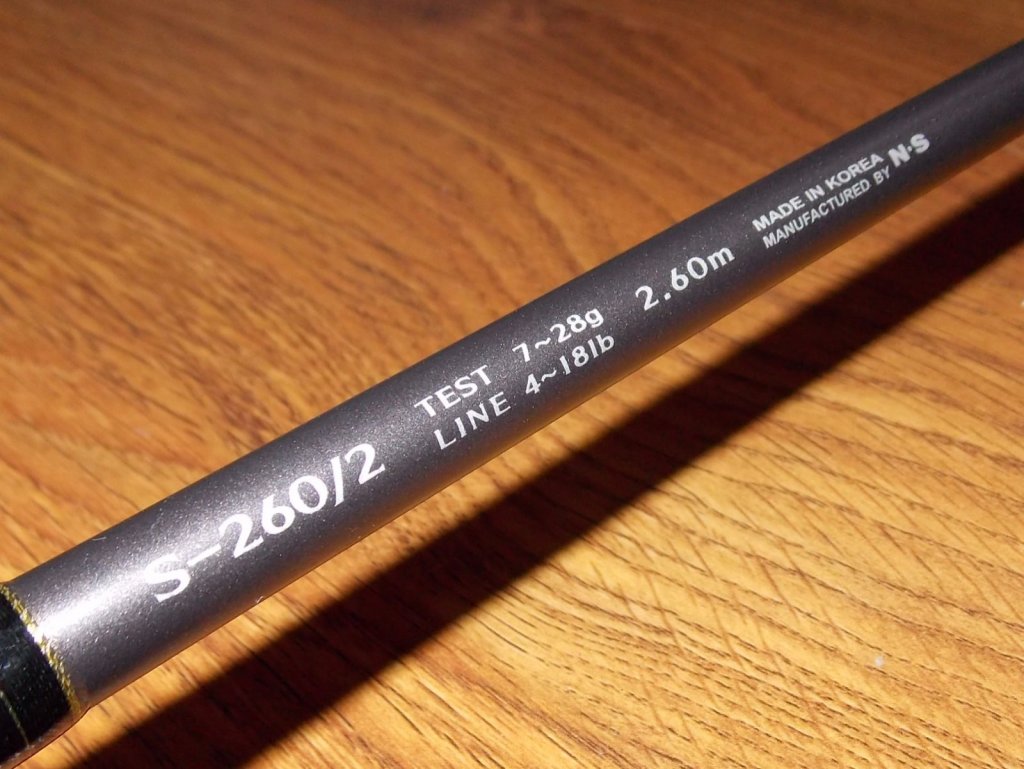 S-260/2
TEST 7~28g
LINE 4~18lb
2.60m
MADE IN KOREA
MANUFACTURED BY N·S